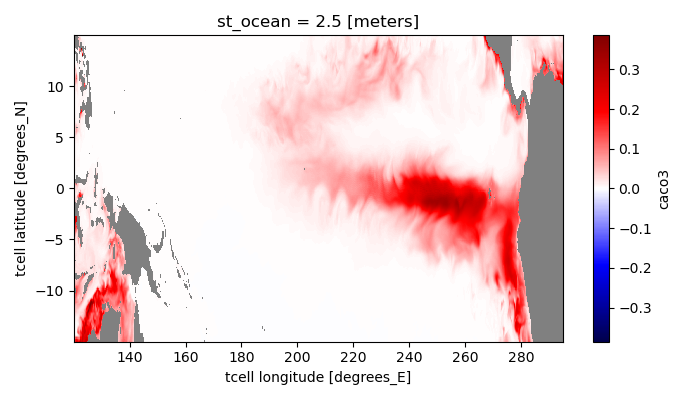 st_ocean = 2.5 [meters]
tcell latitude [degrees_N]
10
5
0
−5
−10
140 160 180 200 220 240 260 280
tcell longitude [degrees_E]
0.3
0.2
0.1
0.0
−0.1
−0.2
−0.3
caco3